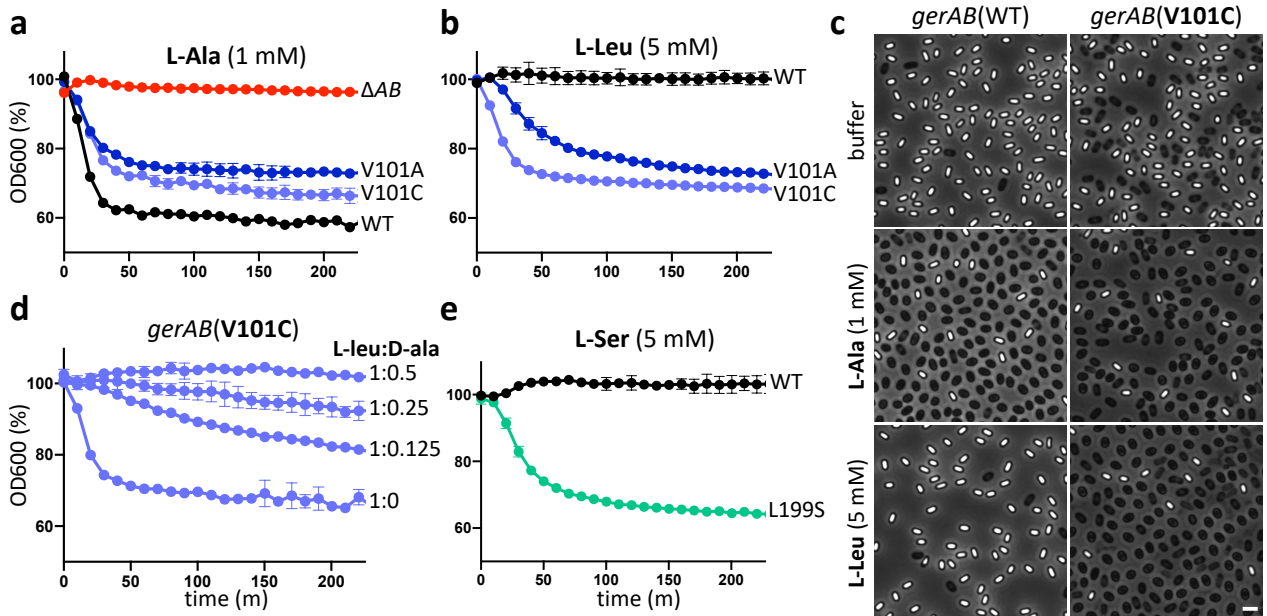 a
L-Ala (1 mM)
OD600 (%)
100
80
60
0
50
100
150
200
ΔAB
V101A
V101C
WT
b
L-Leu (5 mM)
100
80
60
0
50
100
150
200
WT
V101A
V101C
c
gerAB(WT)
gerAB(V101C)
buffer
L-Ala (1 mM)
L-Leu (5 mM)
d
gerAB(V101C)
L-leu:D-ala
OD600 (%)
100
80
60
0
50
100
150
200
time (m)
1:0.5
1:0.25
1:0.125
1:0
e
L-Ser (5 mM)
100
80
60
0
50
100
150
200
time (m)
WT
L199S